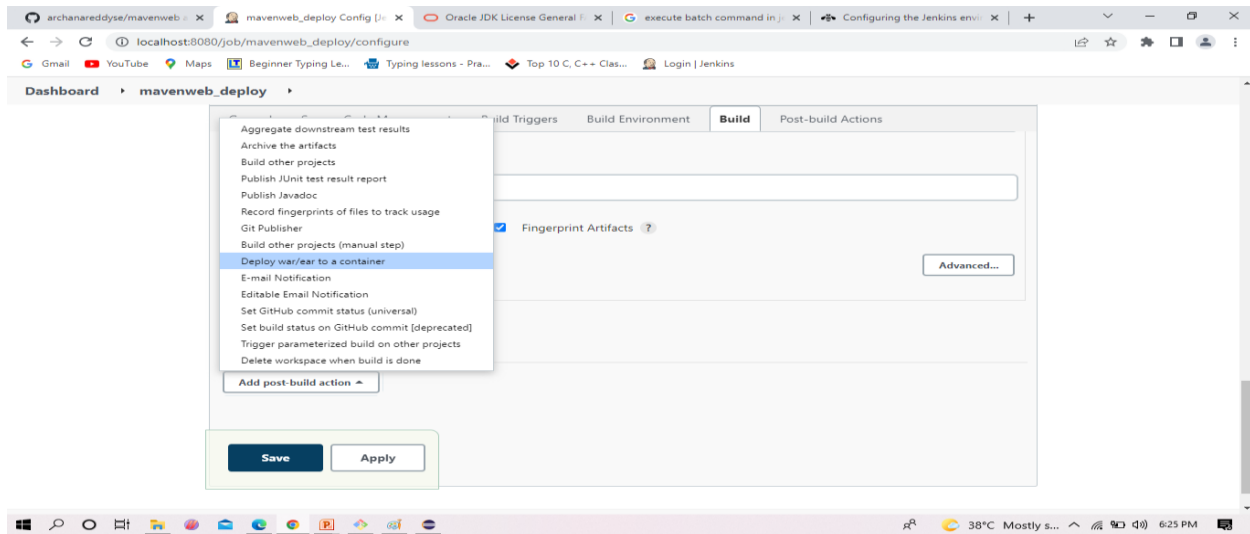 archanareddyse/mavenweb
mavenweb_deploy Config [Je
Oracle JDK License General F
execute batch command in j
Configuring the Jenkins envi
localhost:8080/job/mavenweb_deploy/configure
Gmail
YouTube
Maps
Beginner Typing Le...
Typing lessons - Pra...
Top 10 C, C++ Clas...
Login | Jenkins
Dashboard
mavenweb_deploy
Build Triggers
Build Environment
Build
Post-build Actions
Aggregate downstream test results
Archive the artifacts
Build other projects
Publish JUnit test result report
Publish Javadoc
Record fingerprints of files to track usage
Git Publisher
Fingerprint Artifacts ?
Build other projects (manual step)
Deploy war/ear to a container
Advanced...
E-mail Notification
Editable Email Notification
Set GitHub commit status (universal)
Set build status on GitHub commit [deprecated]
Trigger parameterized build on other projects
Delete workspace when build is done
Add post-build action
Save
Apply
38°C Mostly s...
6:25 PM